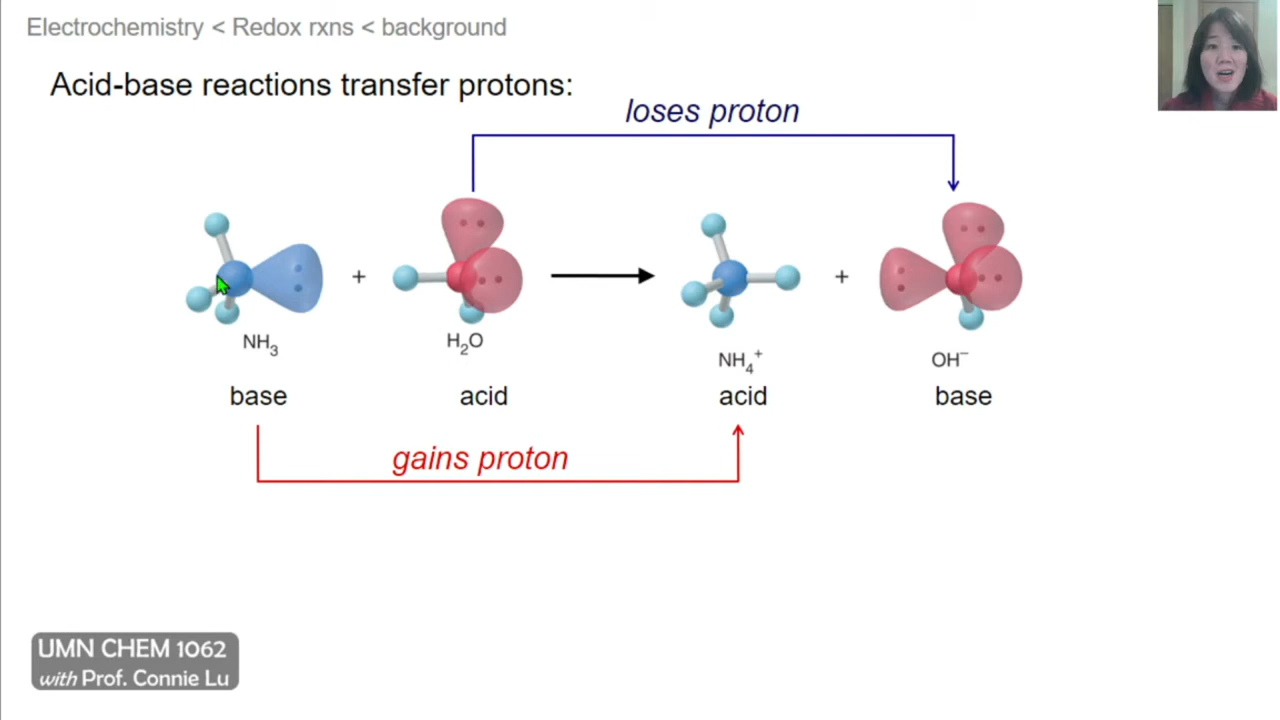 Electrochemistry < Redox rxns < background
Acid-base reactions transfer protons:
loses proton
+
+
NH₃
H₂O
NH₄⁺
OH⁻
base
acid
acid
base
gains proton
UMN CHEM 1062
with Prof. Connie Lu